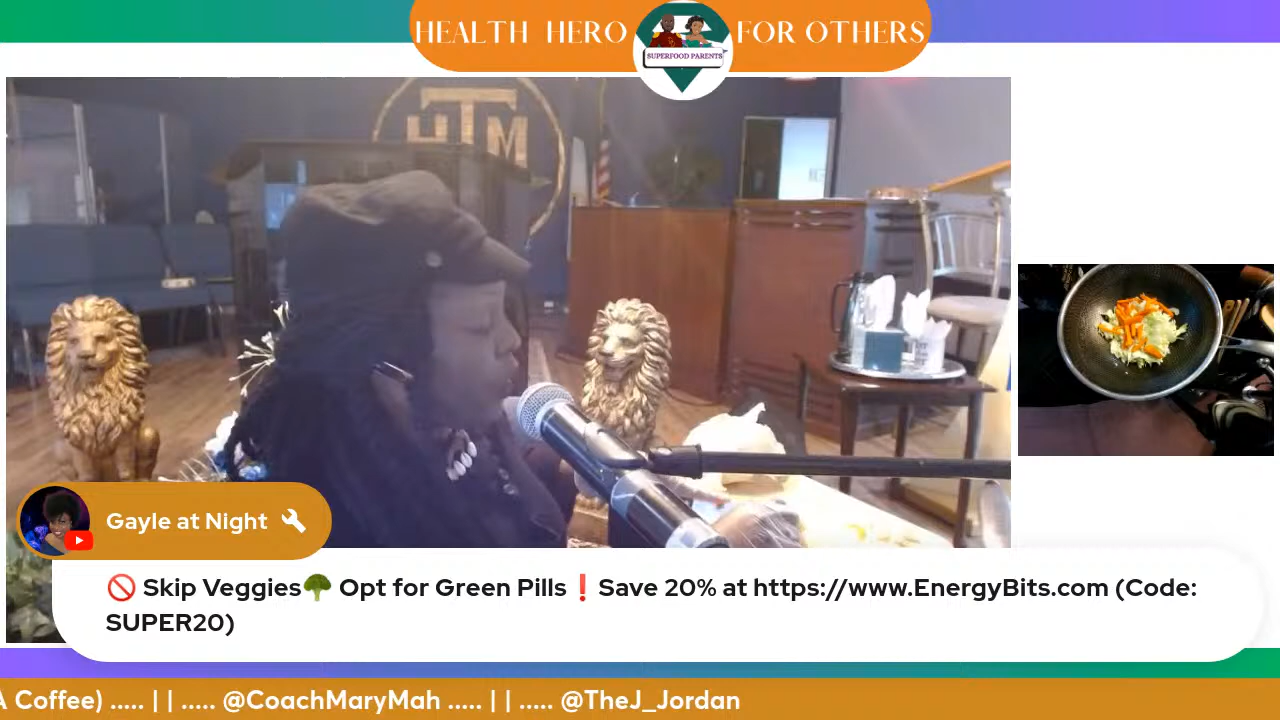 HEALTH HERO FOR OTHERS
SUPERFOOD PARENTS
HTM
Gayle at Night
🚫 Skip Veggies🥦 Opt for Green Pills❗Save 20% at https://www.EnergyBits.com (Code:
SUPER20)
A Coffee) ..... | | ..... @CoachMaryMah ..... | | ..... @TheJ_Jordan